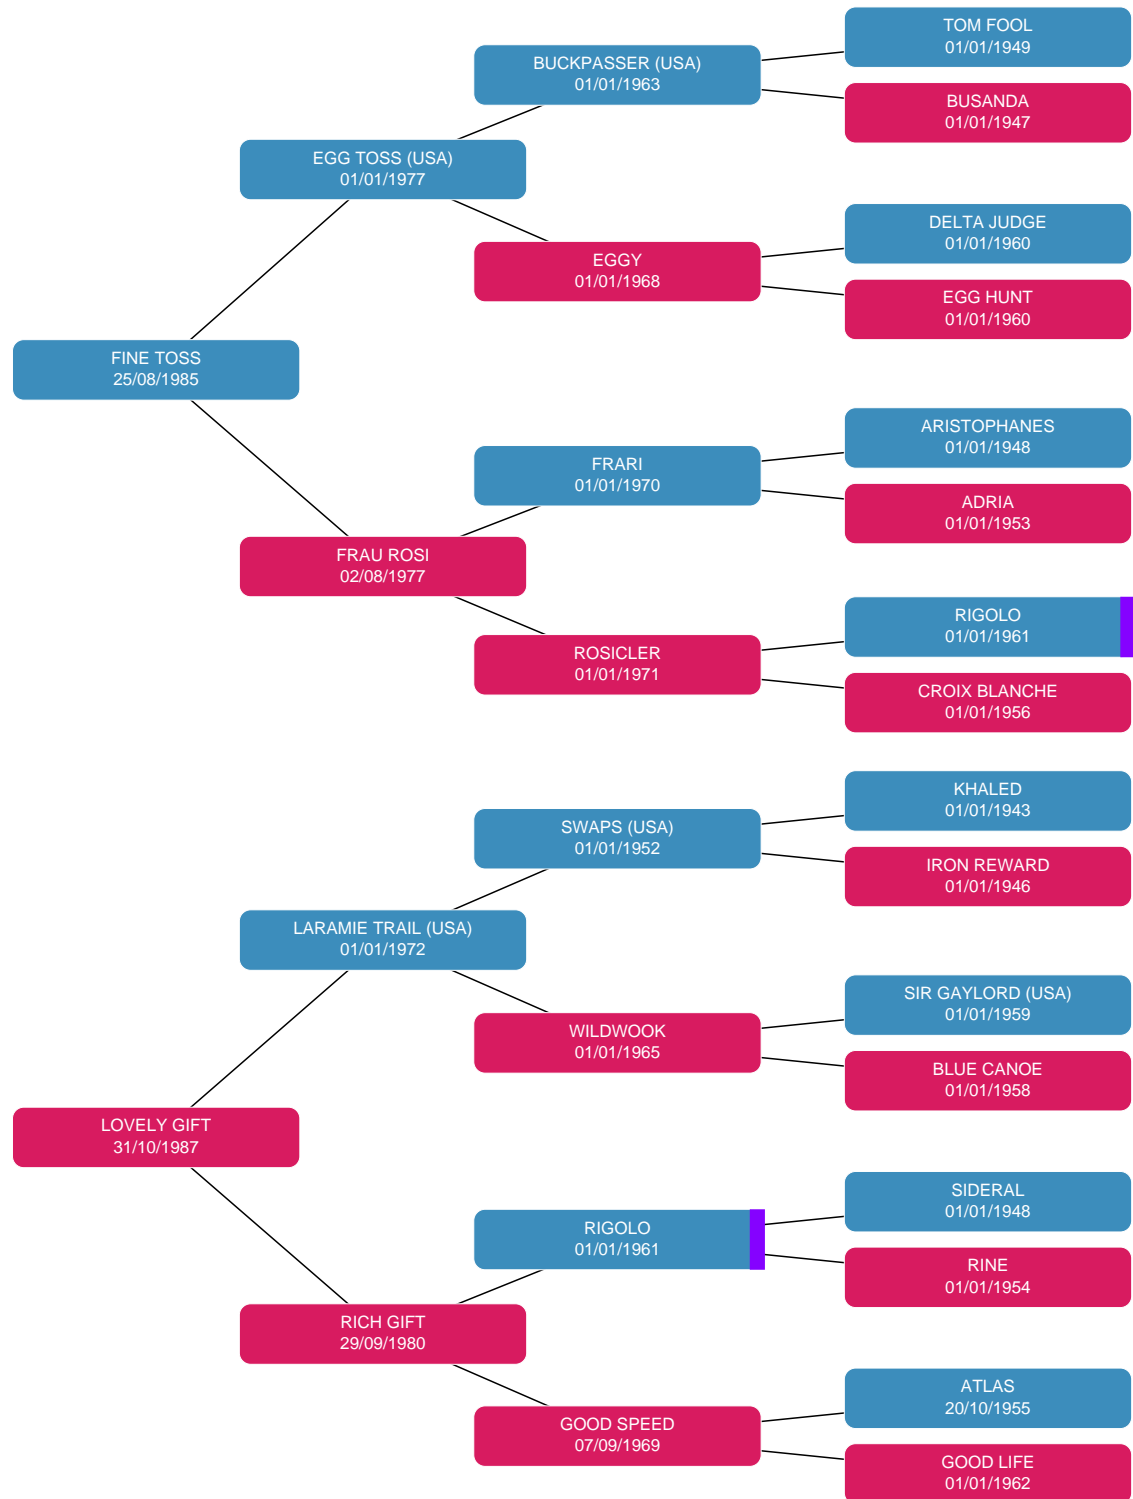 TOM FOOL
01/01/1949
BUCKPASSER (USA)
01/01/1963
BUSANDA
01/01/1947
EGG TOSS (USA)
01/01/1977
DELTA JUDGE
01/01/1960
EGGY
01/01/1968
EGG HUNT
01/01/1960
FINE TOSS
25/08/1985
ARISTOPHANES
01/01/1948
FRARI
01/01/1970
ADRIA
01/01/1953
FRAU ROSI
02/08/1977
RIGOLO
01/01/1961
ROSICLER
01/01/1971
CROIX BLANCHE
01/01/1956
KHALED
01/01/1943
SWAPS (USA)
01/01/1952
IRON REWARD
01/01/1946
LARAMIE TRAIL (USA)
01/01/1972
SIR GAYLORD (USA)
01/01/1959
WILDWOOK
01/01/1965
BLUE CANOE
01/01/1958
LOVELY GIFT
31/10/1987
SIDERAL
01/01/1948
RIGOLO
01/01/1961
RINE
01/01/1954
RICH GIFT
29/09/1980
ATLAS
20/10/1955
GOOD SPEED
07/09/1969
GOOD LIFE
01/01/1962